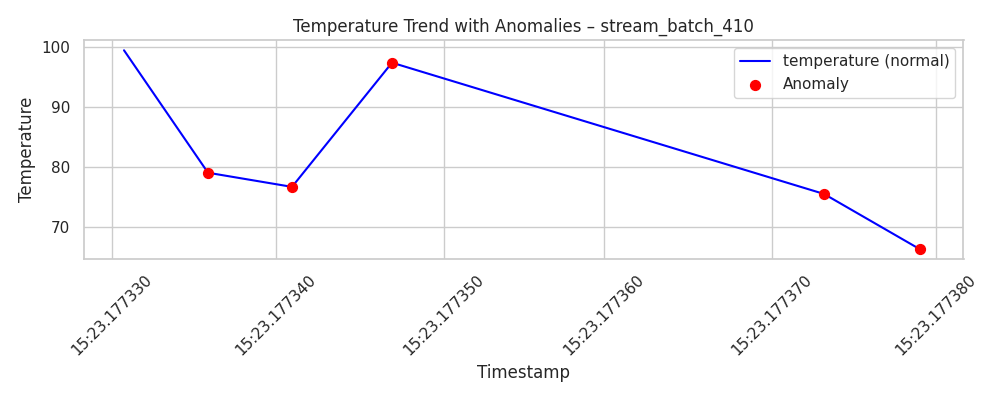 Temperature Trend with Anomalies – stream_batch_410
temperature (normal)
Anomaly
Temperature
100
90
80
70
15:23.177330
15:23.177340
15:23.177350
15:23.177360
15:23.177370
15:23.177380
Timestamp